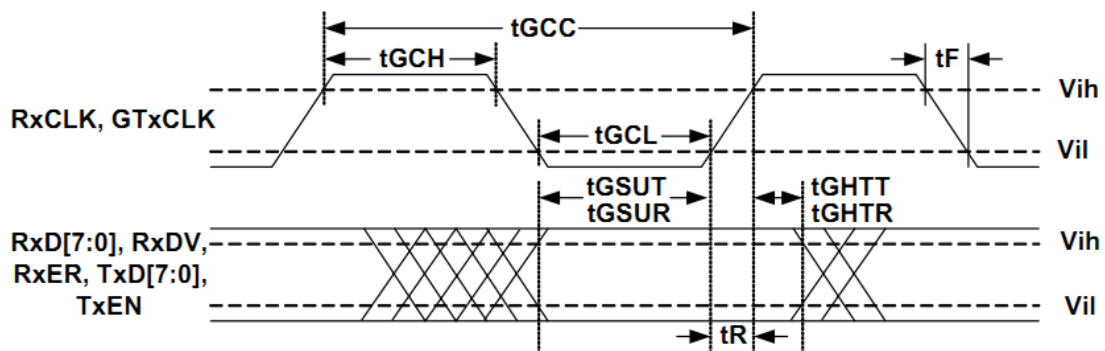 tGCC
tGCH
tF
Vih
RxCLK, GTxCLK
tGCL
Vil
tGSUT
tGSUR
tGHTT
tGHTR
RxD[7:0], RxDV,
RxER, TxD[7:0],
TxEN
Vih
Vil
tR